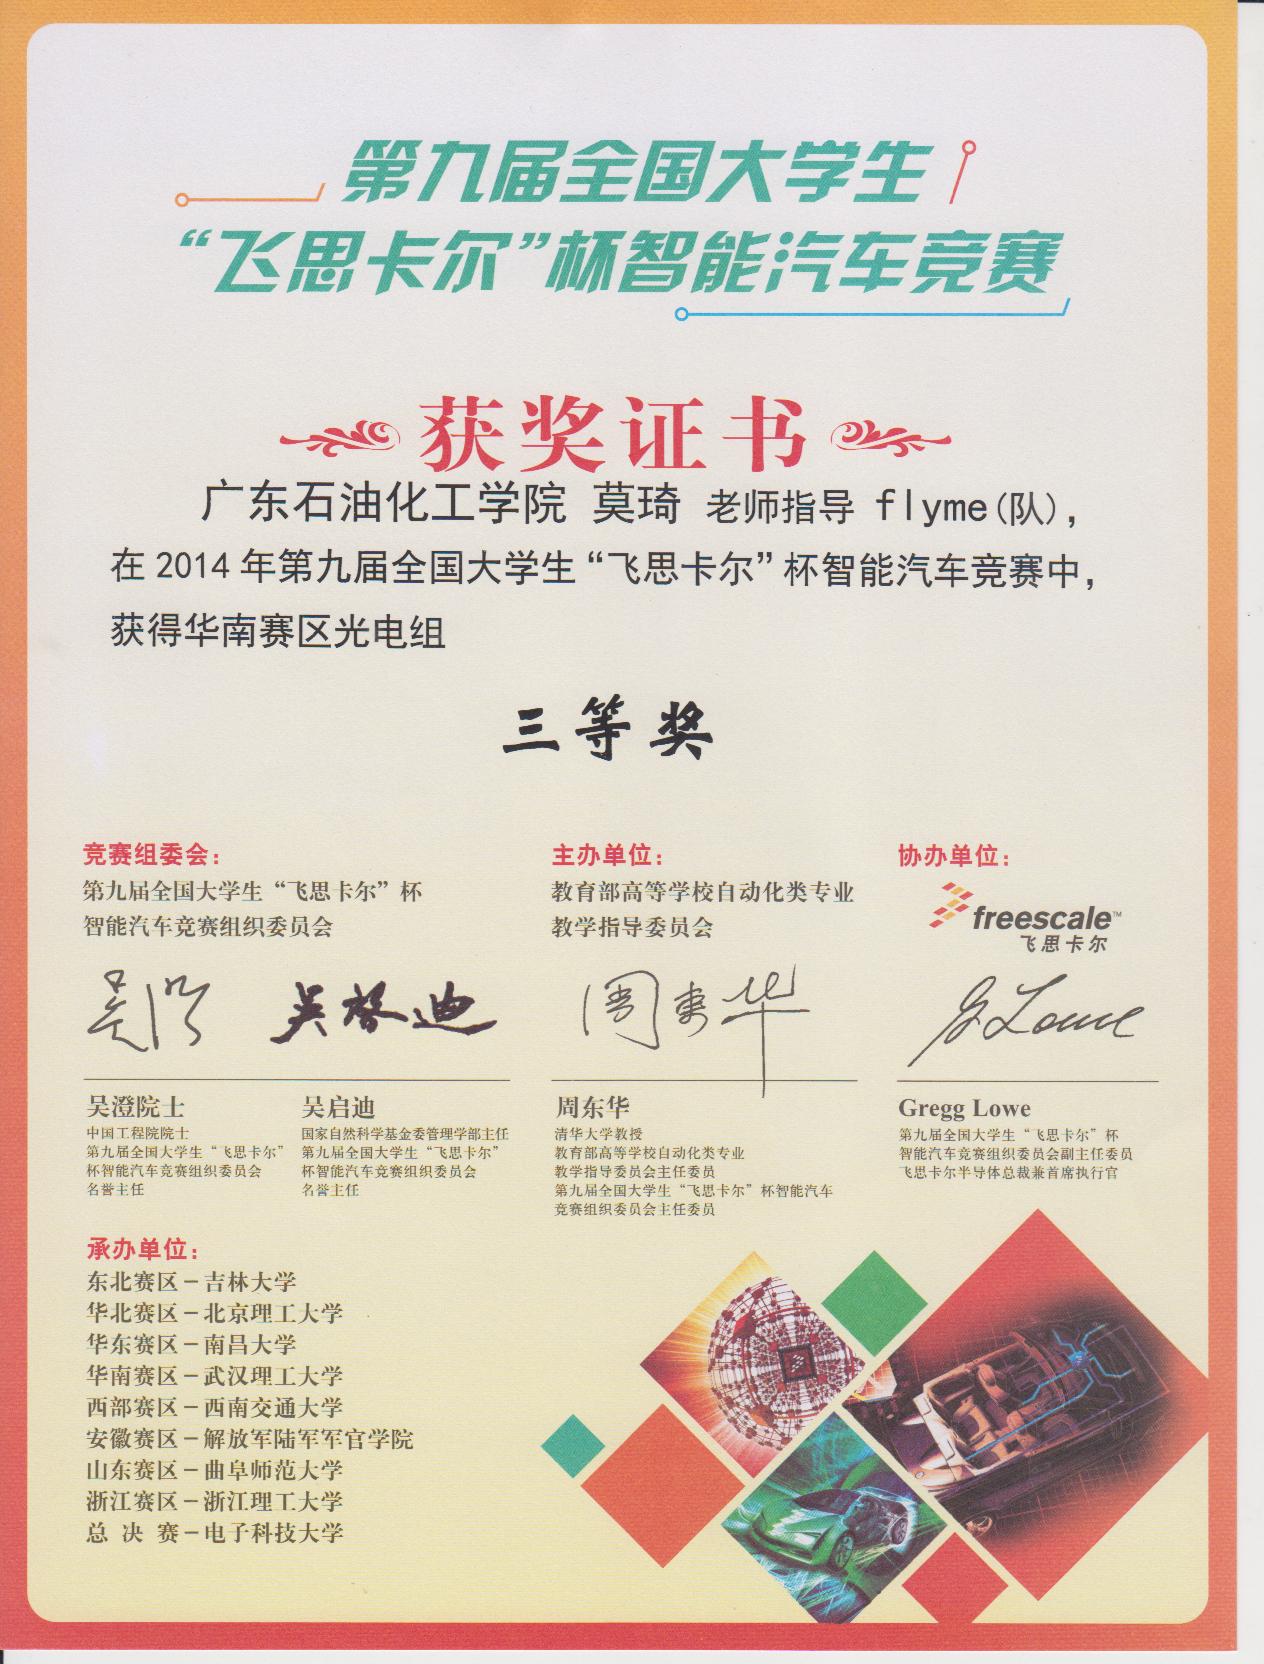 第九届全国大学生
“飞思卡尔”杯智能汽车竞赛
获奖证书
广东石油化工学院 莫琦 老师指导 flyme(队),
在2014年第九届全国大学生“飞思卡尔”杯智能汽车竞赛中,
获得华南赛区光电组
三等奖
竞赛组委会:
第九届全国大学生“飞思卡尔”杯
智能汽车竞赛组织委员会
主办单位:
教育部高等学校自动化类专业
教学指导委员会
协办单位:
freescale™
飞思卡尔
吴澄
吴启迪
周东华
G Lowe
吴澄院士
中国工程院院士
第九届全国大学生“飞思卡尔”
杯智能汽车竞赛组织委员会
名誉主任
吴启迪
国家自然科学基金委管理学部主任
第九届全国大学生“飞思卡尔”
杯智能汽车竞赛组织委员会
名誉主任
周东华
清华大学教授
教育部高等学校自动化类专业
教学指导委员会主任委员
第九届全国大学生“飞思卡尔”杯智能汽车
竞赛组织委员会主任委员
Gregg Lowe
第九届全国大学生“飞思卡尔”杯
智能汽车竞赛组织委员会副主任委员
飞思卡尔半导体总裁兼首席执行官
承办单位:
东北赛区－吉林大学
华北赛区－北京理工大学
华东赛区－南昌大学
华南赛区－武汉理工大学
西部赛区－西南交通大学
安徽赛区－解放军陆军军官学院
山东赛区－曲阜师范大学
浙江赛区－浙江理工大学
总 决 赛－电子科技大学